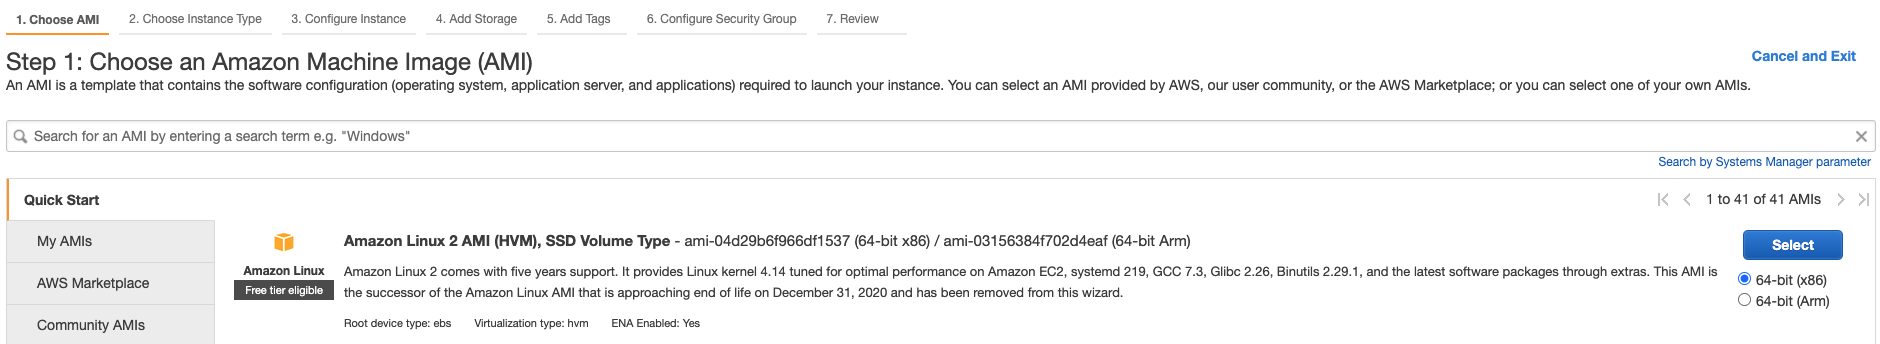 1. Choose AMI 2. Choose Instance Type 3. Configure Instance 4. Add Storage 5. Add Tags 6. Configure Security Group 7. Review
Step 1: Choose an Amazon Machine Image (AMI)
Cancel and Exit
An AMI is a template that contains the software configuration (operating system, application server, and applications) required to launch your instance. You can select an AMI provided by AWS, our user community, or the AWS Marketplace; or you can select one of your own AMIs.
Search for an AMI by entering a search term e.g. "Windows"
Search by Systems Manager parameter
Quick Start
1 to 41 of 41 AMIs
My AMIs
AWS Marketplace
Community AMIs
Amazon Linux
Free tier eligible
Amazon Linux 2 AMI (HVM), SSD Volume Type - ami-04d29b6f966df1537 (64-bit x86) / ami-03156384f702d4eaf (64-bit Arm)
Amazon Linux 2 comes with five years support. It provides Linux kernel 4.14 tuned for optimal performance on Amazon EC2, systemd 219, GCC 7.3, Glibc 2.26, Binutils 2.29.1, and the latest software packages through extras. This AMI is
the successor of the Amazon Linux AMI that is approaching end of life on December 31, 2020 and has been removed from this wizard.
Root device type: ebs Virtualization type: hvm ENA Enabled: Yes
Select
64-bit (x86)
64-bit (Arm)